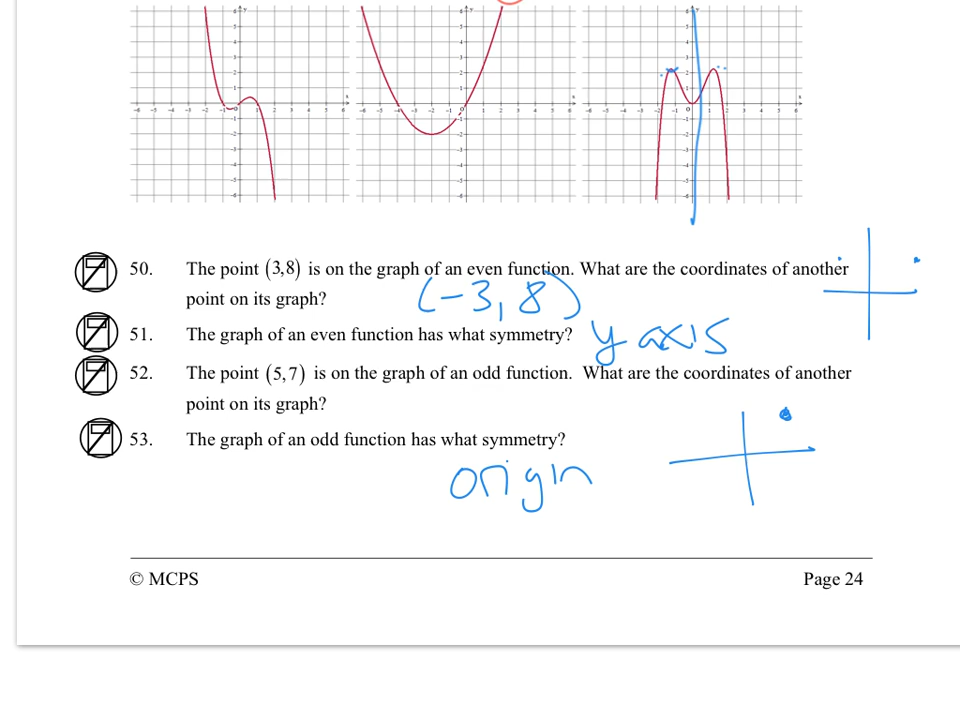 50. The point (3,8) is on the graph of an even function. What are the coordinates of another
point on its graph?
(-3, 8)
51. The graph of an even function has what symmetry?
y axis
52. The point (5,7) is on the graph of an odd function. What are the coordinates of another
point on its graph?
53. The graph of an odd function has what symmetry?
origin
© MCPS
Page 24